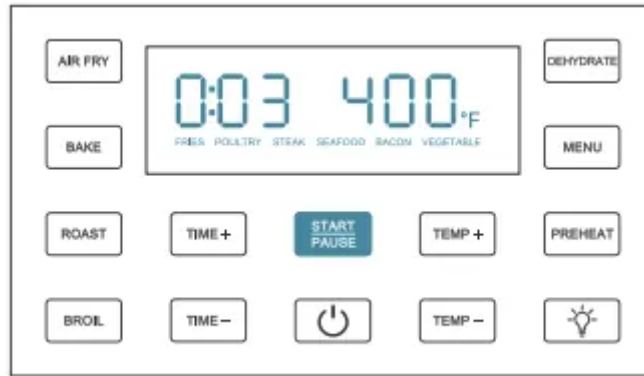 AIR FRY
0:03 400°F
DEHYDRATE
FRIES POULTRY STEAK SEAFOOD BACON VEGETABLE
BAKE
MENU
ROAST
TIME+
START
PAUSE
TEMP+
PREHEAT
BROIL
TIME-
TEMP-